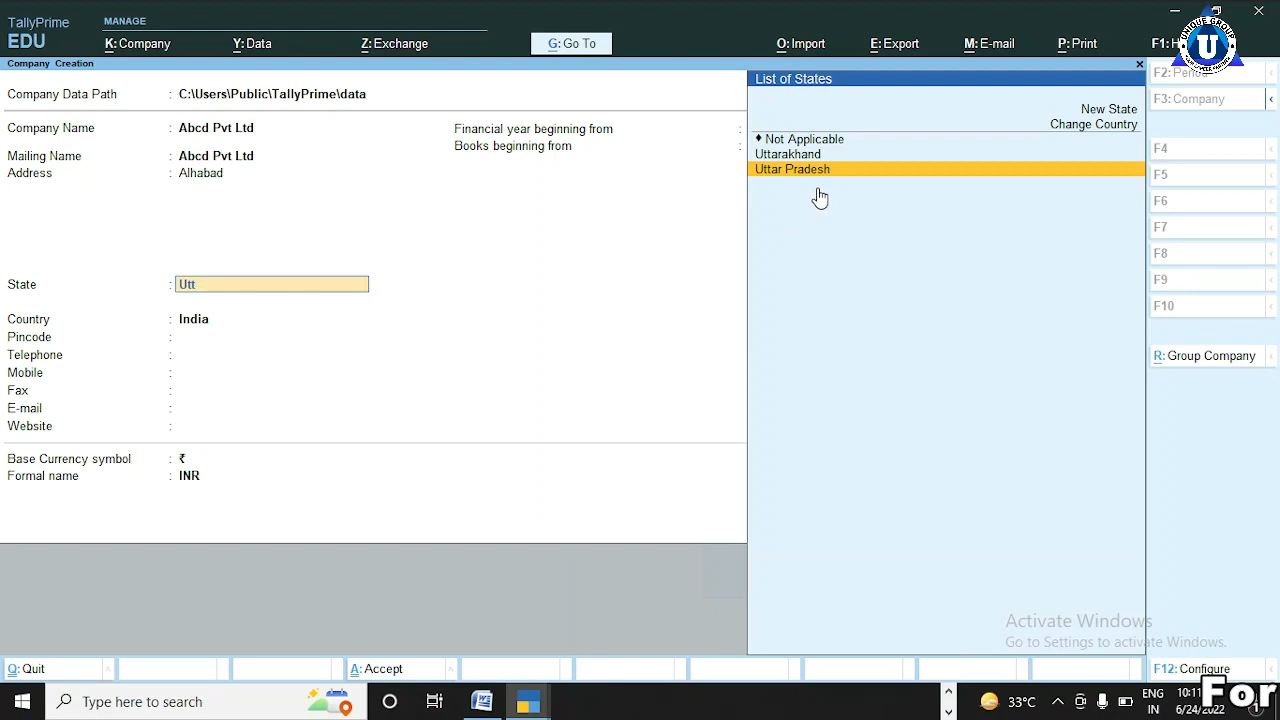 TallyPrime
EDU
MANAGE
K: Company
Y: Data
Z: Exchange
G: Go To
O: Import
E: Export
M: E-mail
P: Print
U
Company Creation
Company Data Path : C:\Users\Public\TallyPrime\data
Company Name : Abcd Pvt Ltd
Mailing Name : Abcd Pvt Ltd
Address : Alhabad
Financial year beginning from :
Books beginning from :
State : Utt
Country : India
Pincode :
Telephone :
Mobile :
Fax :
E-mail :
Website :
Base Currency symbol : ₹
Formal name : INR
List of States
New State
Change Country
♦ Not Applicable
Uttarakhand
Uttar Pradesh
F3: Company
F4
F5
F6
F7
F8
F9
F10
R: Group Company
Activate Windows
Go to Settings to activate Windows.
Q: Quit
A: Accept
F12: Configure
Type here to search
33°C
ENG
IN
6/24/2022
For